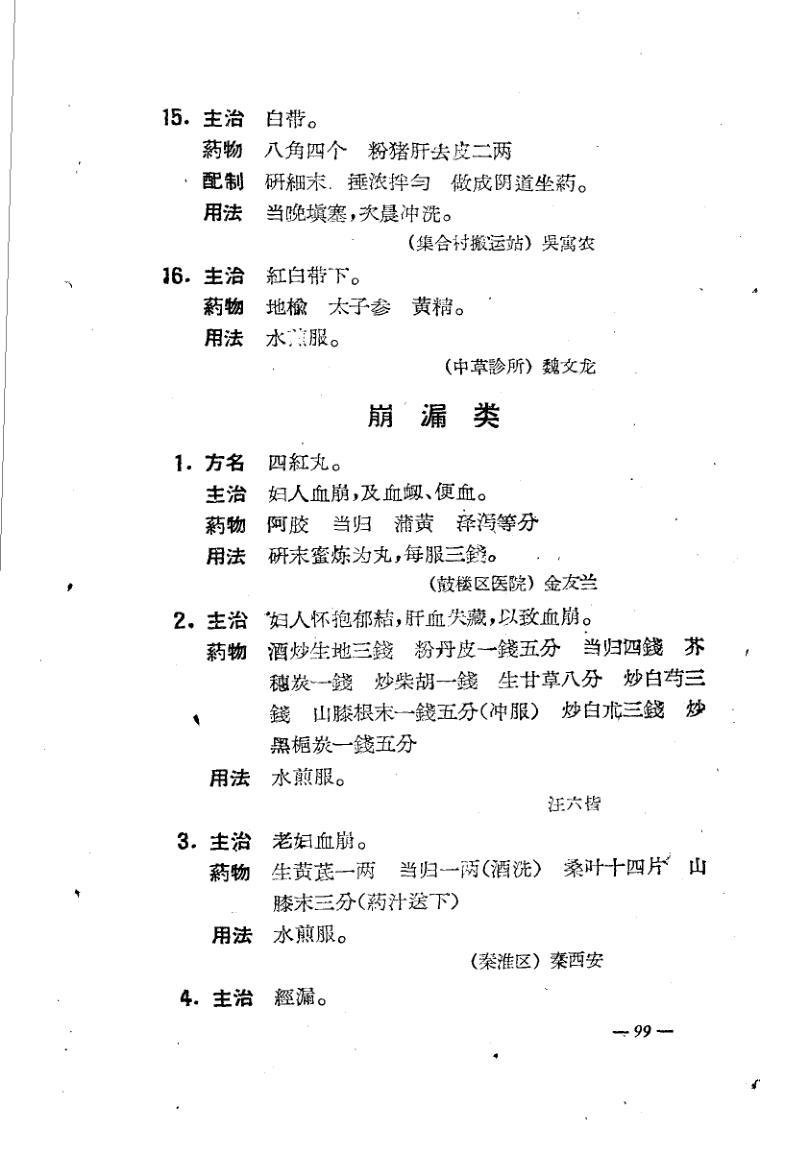 15. 主治 白带。
葯物 八角四个 粉猪肝去皮二两
配制 研細末. 捶浓拌匀 做成阴道坐葯。
用法 当晚填塞，次晨冲洗。
(集合村搬运站) 吳寓农
16. 主治 紅白带下。
葯物 地榆 太子参 黄精。
用法 水煎服。
(中草診所) 魏文龙
崩漏类
1. 方名 四紅丸。
主治 妇人血崩，及血衄、便血。
葯物 阿胶 当归 蒲黄 泽泻等分
用法 研末蜜炼为丸，每服三錢。
(鼓楼区医院) 金友兰
2. 主治 妇人怀抱郁結，肝血失藏，以致血崩。
葯物 酒炒生地三錢 粉丹皮一錢五分 当归四錢 芥
穗炭一錢 炒柴胡一錢 生甘草八分 炒白芍三
錢 山膝根末一錢五分(冲服) 炒白朮三錢 炒
黑栀炭一錢五分
用法 水煎服。
汪六皆
3. 主治 老妇血崩。
葯物 生黄芪一两 当归一两(酒洗) 桑叶十四片 山
膝末三分(葯汁送下)
用法 水煎服。
(秦淮区) 秦西安
4. 主治 經漏。
— 99 —